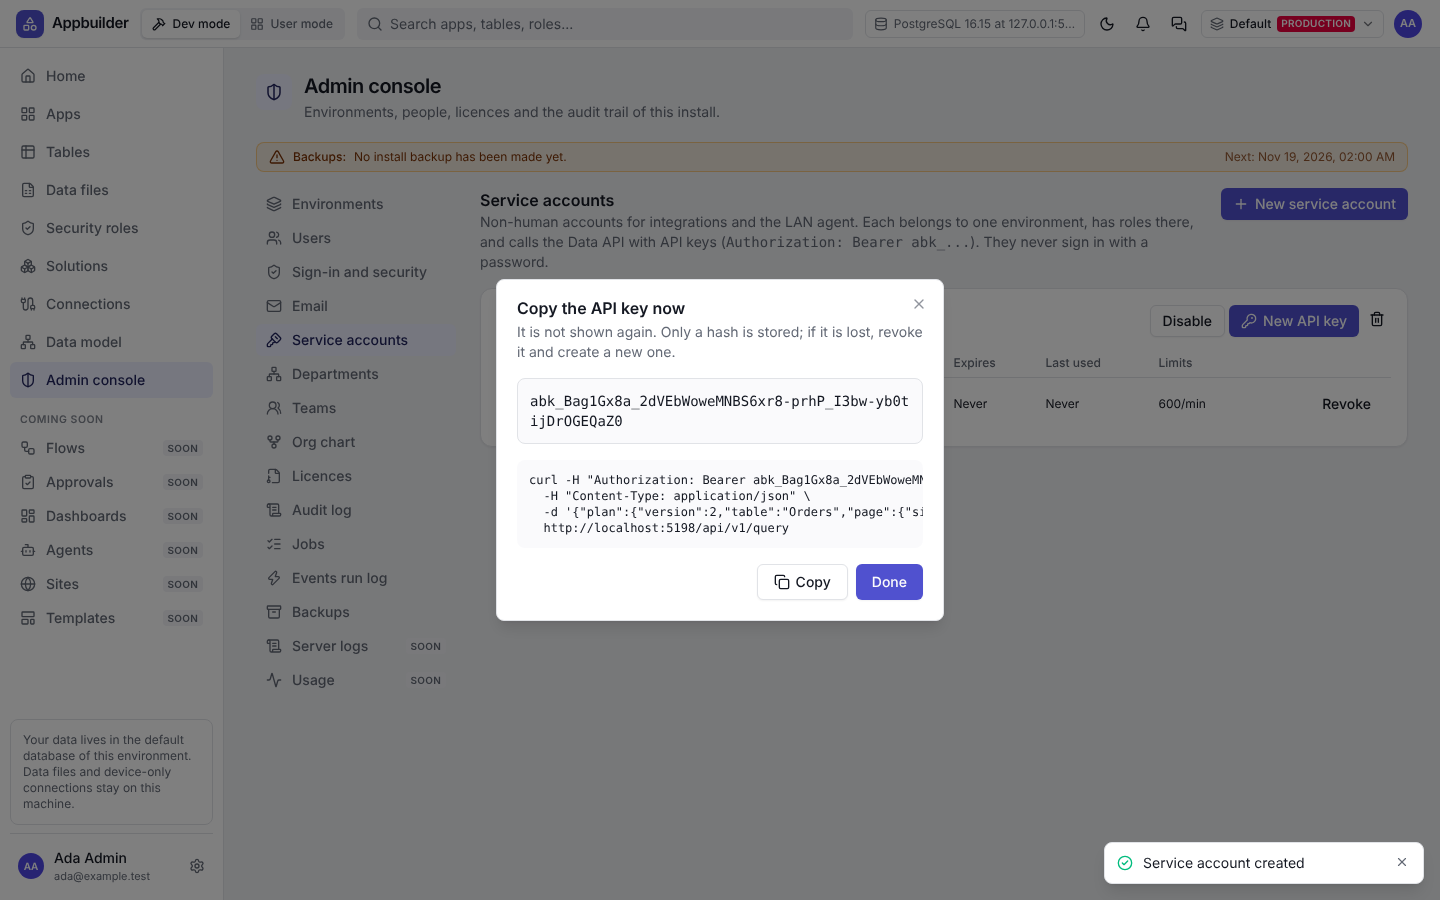 Appbuilder
Dev mode
User mode
Search apps, tables, roles...
PostgreSQL 16.15 at 127.0.0.1:5...
Default
PRODUCTION
AA
Home
Apps
Tables
Data files
Security roles
Solutions
Connections
Data model
Admin console
COMING SOON
Flows SOON
Approvals SOON
Dashboards SOON
Agents SOON
Sites SOON
Templates SOON
Your data lives in the default
database of this environment.
Data files and device-only
connections stay on this
machine.
AA
Ada Admin
ada@example.test
Admin console
Environments, people, licences and the audit trail of this install.
Backups: No install backup has been made yet.
Next: Nov 19, 2026, 02:00 AM
Environments
Users
Sign-in and security
Email
Service accounts
Departments
Teams
Org chart
Licences
Audit log
Jobs
Events run log
Backups
Server logs SOON
Usage SOON
Service accounts
Non-human accounts for integrations and the LAN agent. Each belongs to one environment, has roles there,
and calls the Data API with API keys (Authorization: Bearer abk_...). They never sign in with a
password.
New service account
Disable
New API key
Expires Last used Limits
Never Never 600/min Revoke
Copy the API key now
It is not shown again. Only a hash is stored; if it is lost, revoke
it and create a new one.
abk_Bag1Gx8a_2dVEbWoweMNBS6xr8-prhP_I3bw-yb0t
ijDrOGEQaZ0
curl -H "Authorization: Bearer abk_Bag1Gx8a_2dVEbWoweMN
-H "Content-Type: application/json" \
-d '{"plan":{"version":2,"table":"Orders","page":{"si
http://localhost:5198/api/v1/query
Copy
Done
Service account created